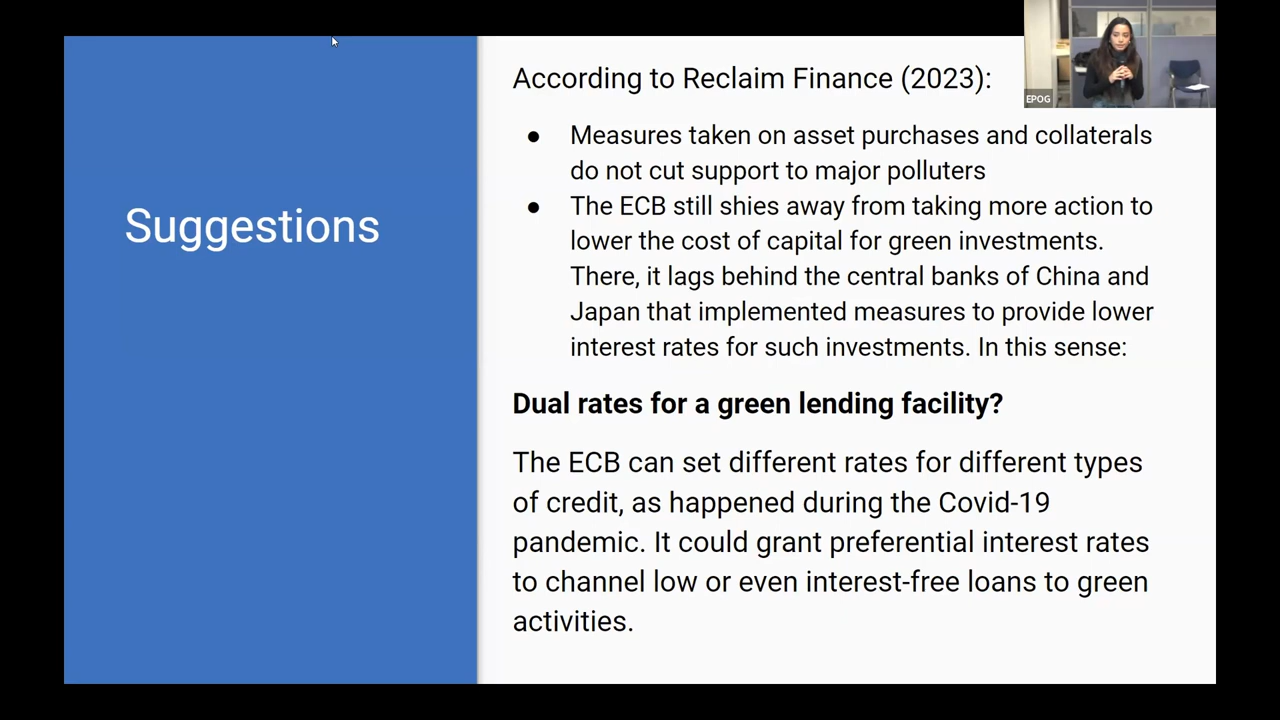 Suggestions
According to Reclaim Finance (2023):
● Measures taken on asset purchases and collaterals
do not cut support to major polluters
● The ECB still shies away from taking more action to
lower the cost of capital for green investments.
There, it lags behind the central banks of China and
Japan that implemented measures to provide lower
interest rates for such investments. In this sense:
Dual rates for a green lending facility?
The ECB can set different rates for different types
of credit, as happened during the Covid-19
pandemic. It could grant preferential interest rates
to channel low or even interest-free loans to green
activities.
EPOG